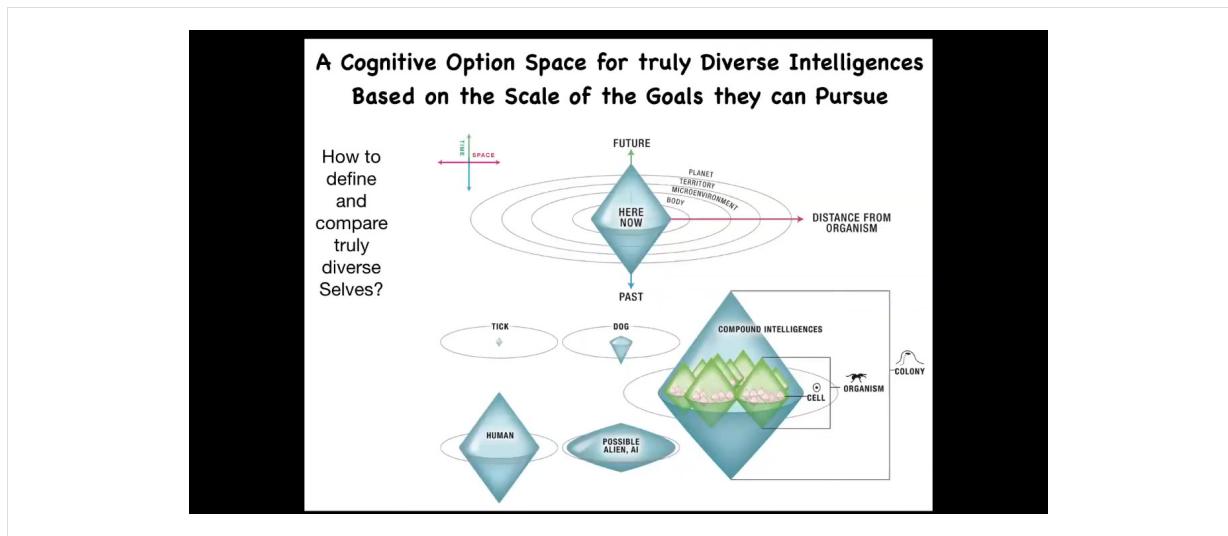 A Cognitive Option Space for truly Diverse Intelligences
Based on the Scale of the Goals they can Pursue
How to
define
and
compare
truly
diverse
Selves?
TIME
SPACE
FUTURE
PLANET
TERRITORY
MICROENVIRONMENT
BODY
HERE
NOW
DISTANCE FROM
ORGANISM
PAST
TICK
DOG
COMPOUND INTELLIGENCES
COLONY
ORGANISM
CELL
HUMAN
POSSIBLE
ALIEN, AI